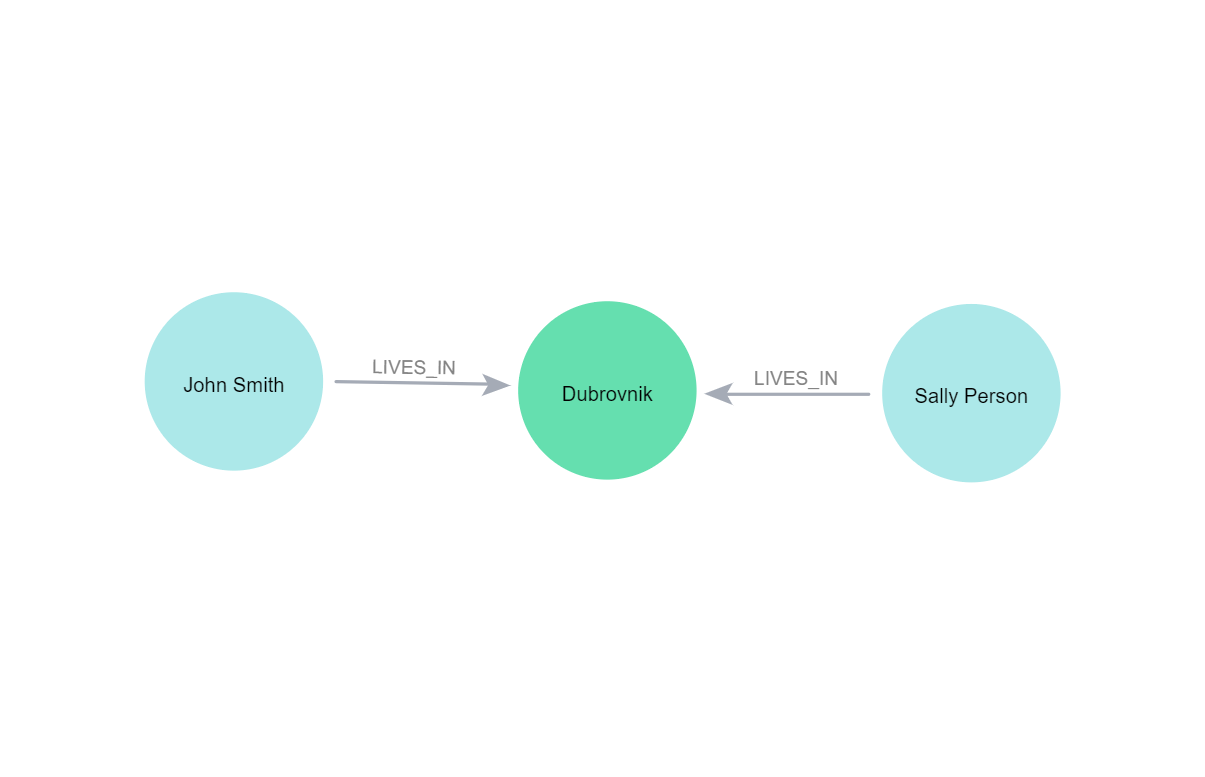 John Smith
LIVES_IN
Dubrovnik
LIVES_IN
Sally Person